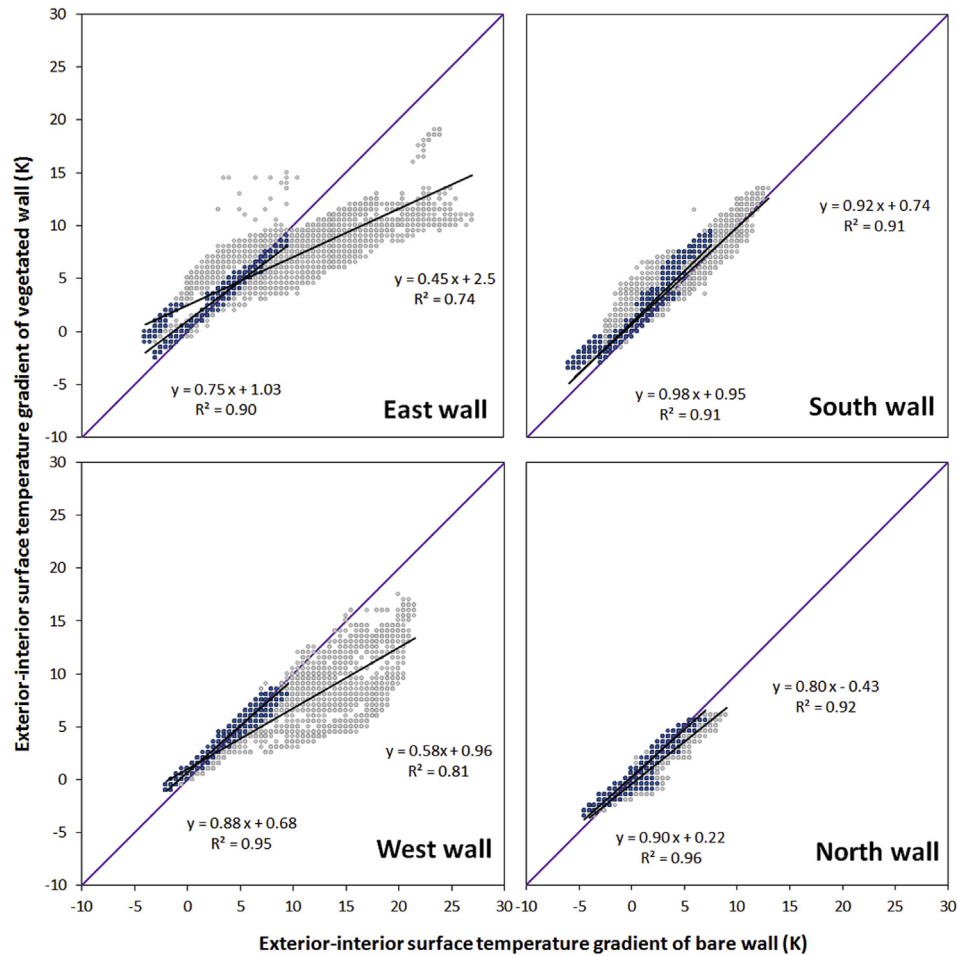 Exterior-interior surface temperature gradient of vegetated wall (K)
30
25
20
15
10
5
0
-5
-10
y = 0.45 x + 2.5
R² = 0.74
y = 0.75 x + 1.03
R² = 0.90
East wall
y = 0.92 x + 0.74
R² = 0.91
y = 0.98 x + 0.95
R² = 0.91
South wall
30
25
20
15
10
5
0
-5
-10
y = 0.58x + 0.96
R² = 0.81
y = 0.88 x + 0.68
R² = 0.95
West wall
y = 0.80 x - 0.43
R² = 0.92
y = 0.90 x + 0.22
R² = 0.96
North wall
-10 -5 0 5 10 15 20 25 30
-10 -5 0 5 10 15 20 25 30
Exterior-interior surface temperature gradient of bare wall (K)